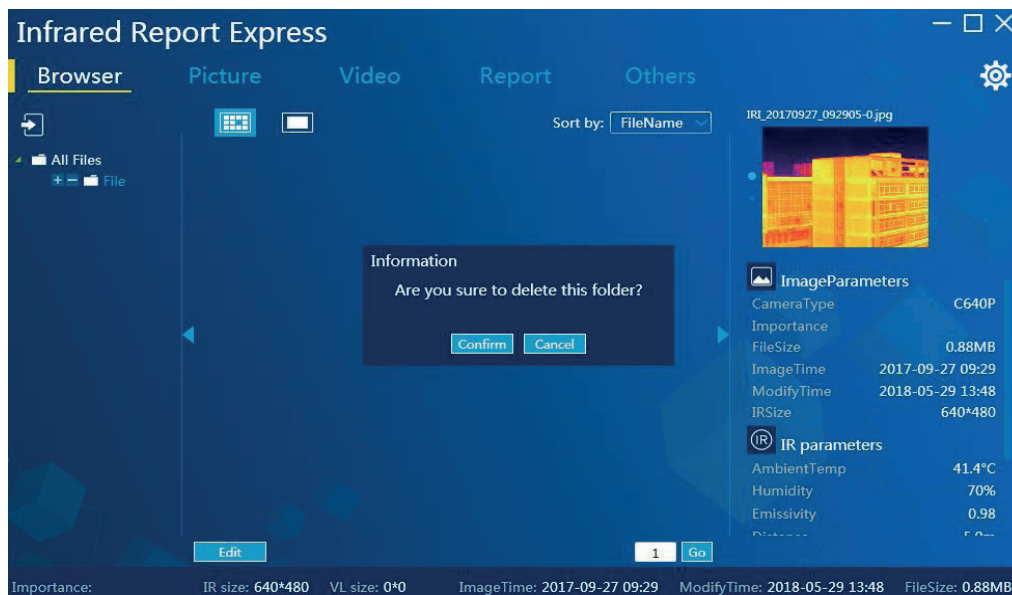 Infrared Report Express
Browser Picture Video Report Others
Sort by: FileName
All Files
File
Information
Are you sure to delete this folder?
Confirm Cancel
Edit
1 Go
IRI_20170927_092905-0.jpg
ImageParameters
CameraType C640P
Importance
FileSize 0.88MB
ImageTime 2017-09-27 09:29
ModifyTime 2018-05-29 13:48
IRSize 640*480
IR IR parameters
AmbientTemp 41.4°C
Humidity 70%
Emissivity 0.98
Importance: IR size: 640*480 VL size: 0*0 ImageTime: 2017-09-27 09:29 ModifyTime: 2018-05-29 13:48 FileSize: 0.88MB